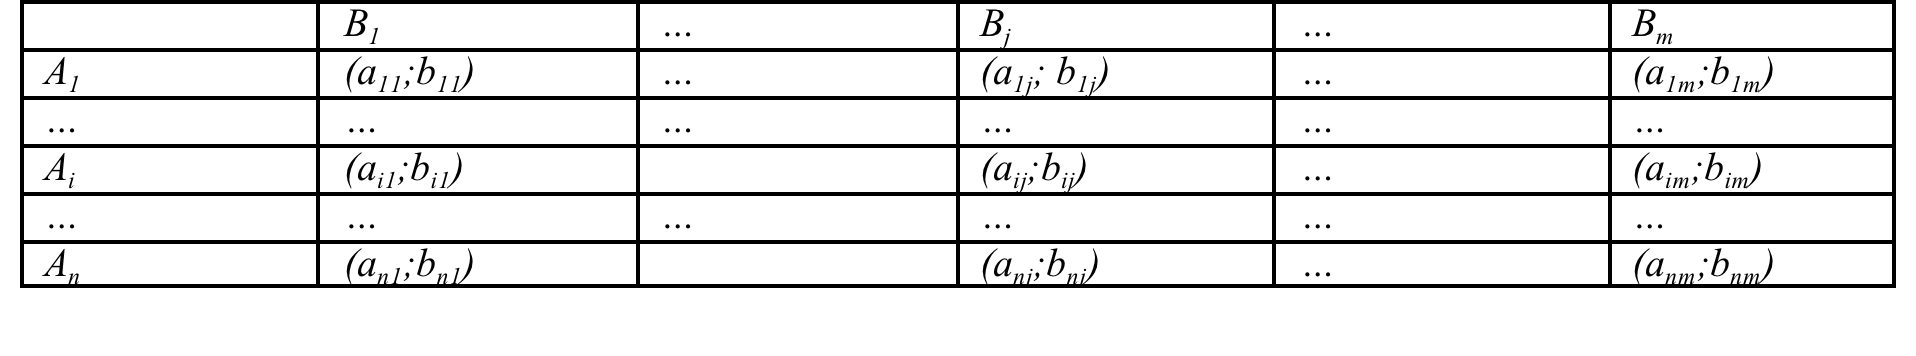 B1 ... Bj ... Bm
A1 (a11;b11) ... (a1j; b1j) ... (a1m;b1m)
... ... ... ... ... ...
Ai (ai1;bi1) (aij;bij) ... (aim;bim)
... ... ... ... ... ...
An (an1;bn1) (anj;bnj) ... (anm;bnm)